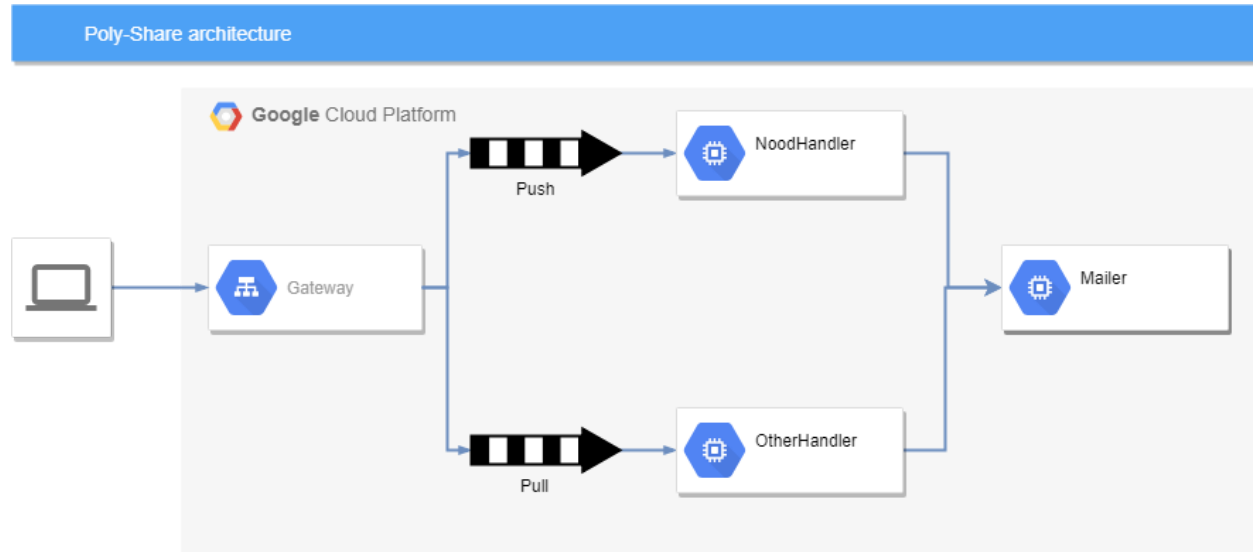 Poly-Share architecture
Google Cloud Platform
NoodHandler
Push
Gateway
Mailer
OtherHandler
Pull